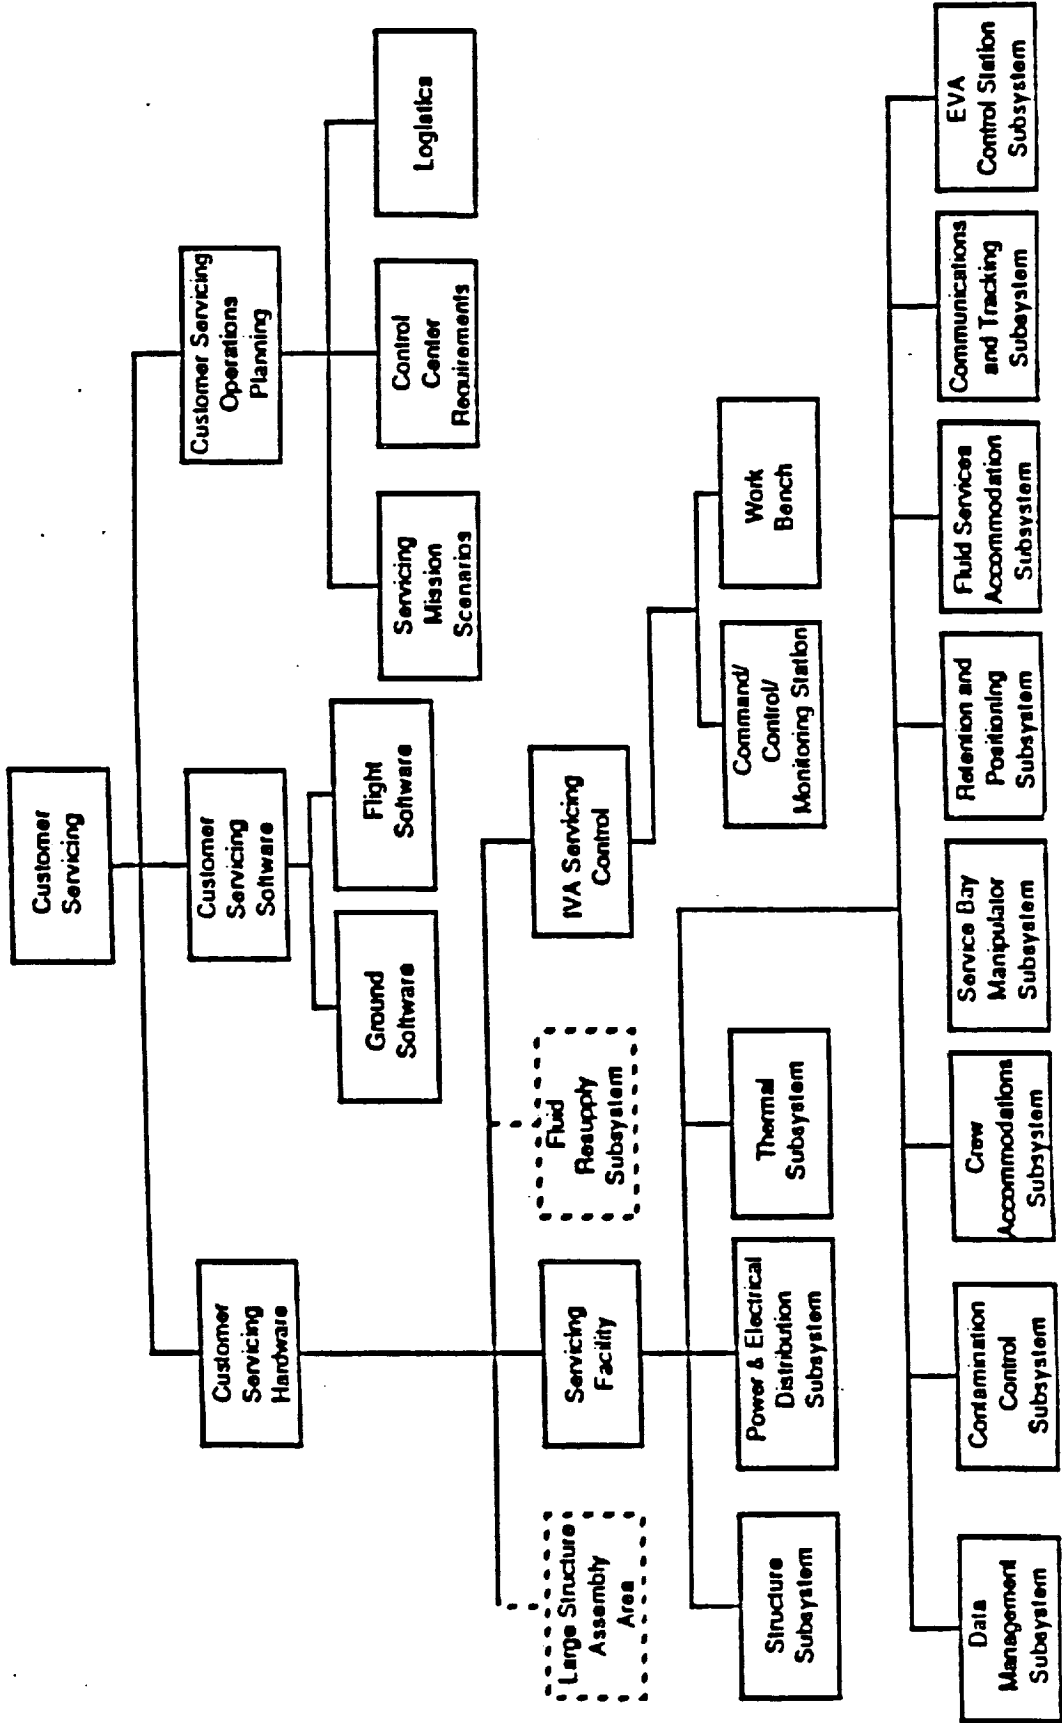 Customer
Servicing
Customer
Servicing
Hardware
Customer
Servicing
Software
Customer Servicing
Operations
Planning
Ground
Software
Flight
Software
Servicing
Mission
Scenarios
Control
Center
Requirements
Logistics
Large Structure
Assembly
Area
Servicing
Facility
Fluid
Resupply
Subsystem
IVA Servicing
Control
Structure
Subsystem
Power & Electrical
Distribution
Subsystem
Thermal
Subsystem
Command/
Control/
Monitoring Station
Work
Bench
Data
Management
Subsystem
Contamination
Control
Subsystem
Crew
Accommodations
Subsystem
Service Bay
Manipulator
Subsystem
Retention and
Positioning
Subsystem
Fluid Services
Accommodation
Subsystem
Communications
and Tracking
Subsystem
EVA
Control Station
Subsystem